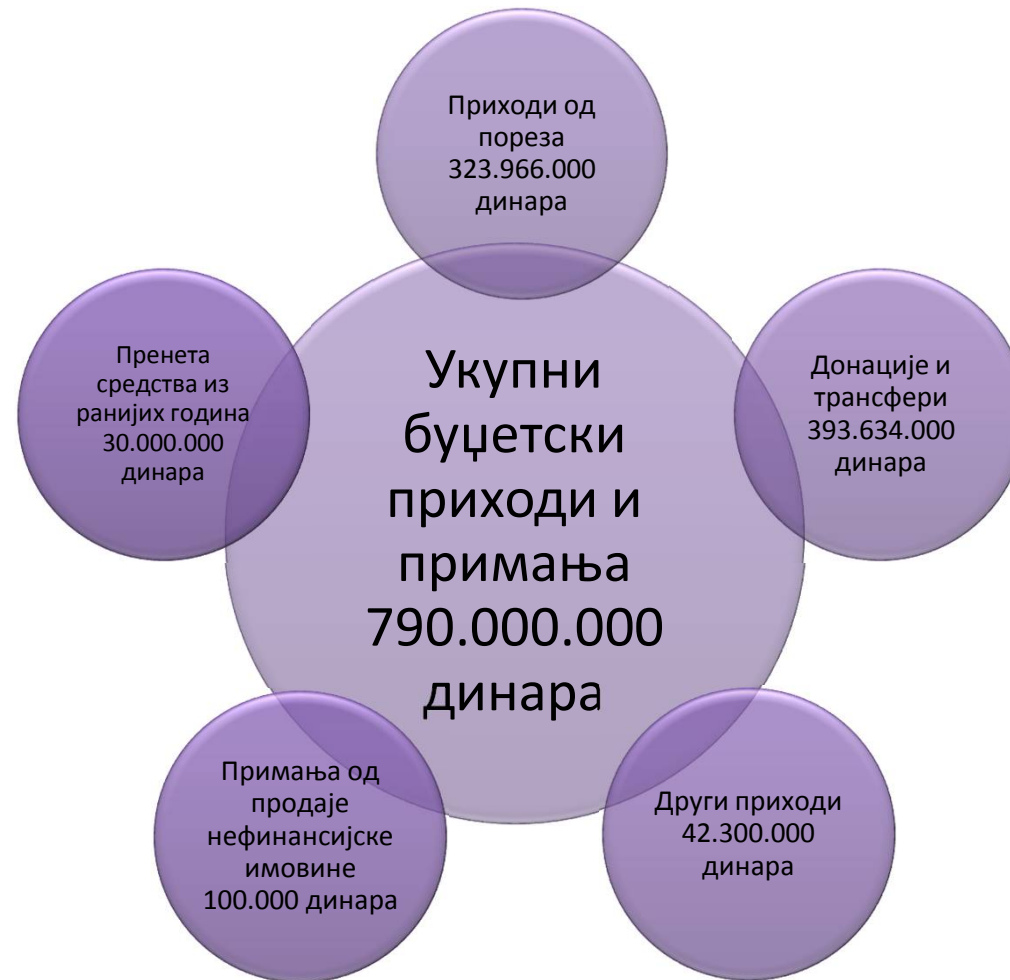 Приходи од
пореза
323.966.000
динара
Пренета
средства из
ранијих година
30.000.000
динара
Укупни
буџетски
приходи и
примања
790.000.000
динара
Донације и
трансфери
393.634.000
динара
Примања од
продаје
нефинансијске
имовине
100.000 динара
Други приходи
42.300.000
динара